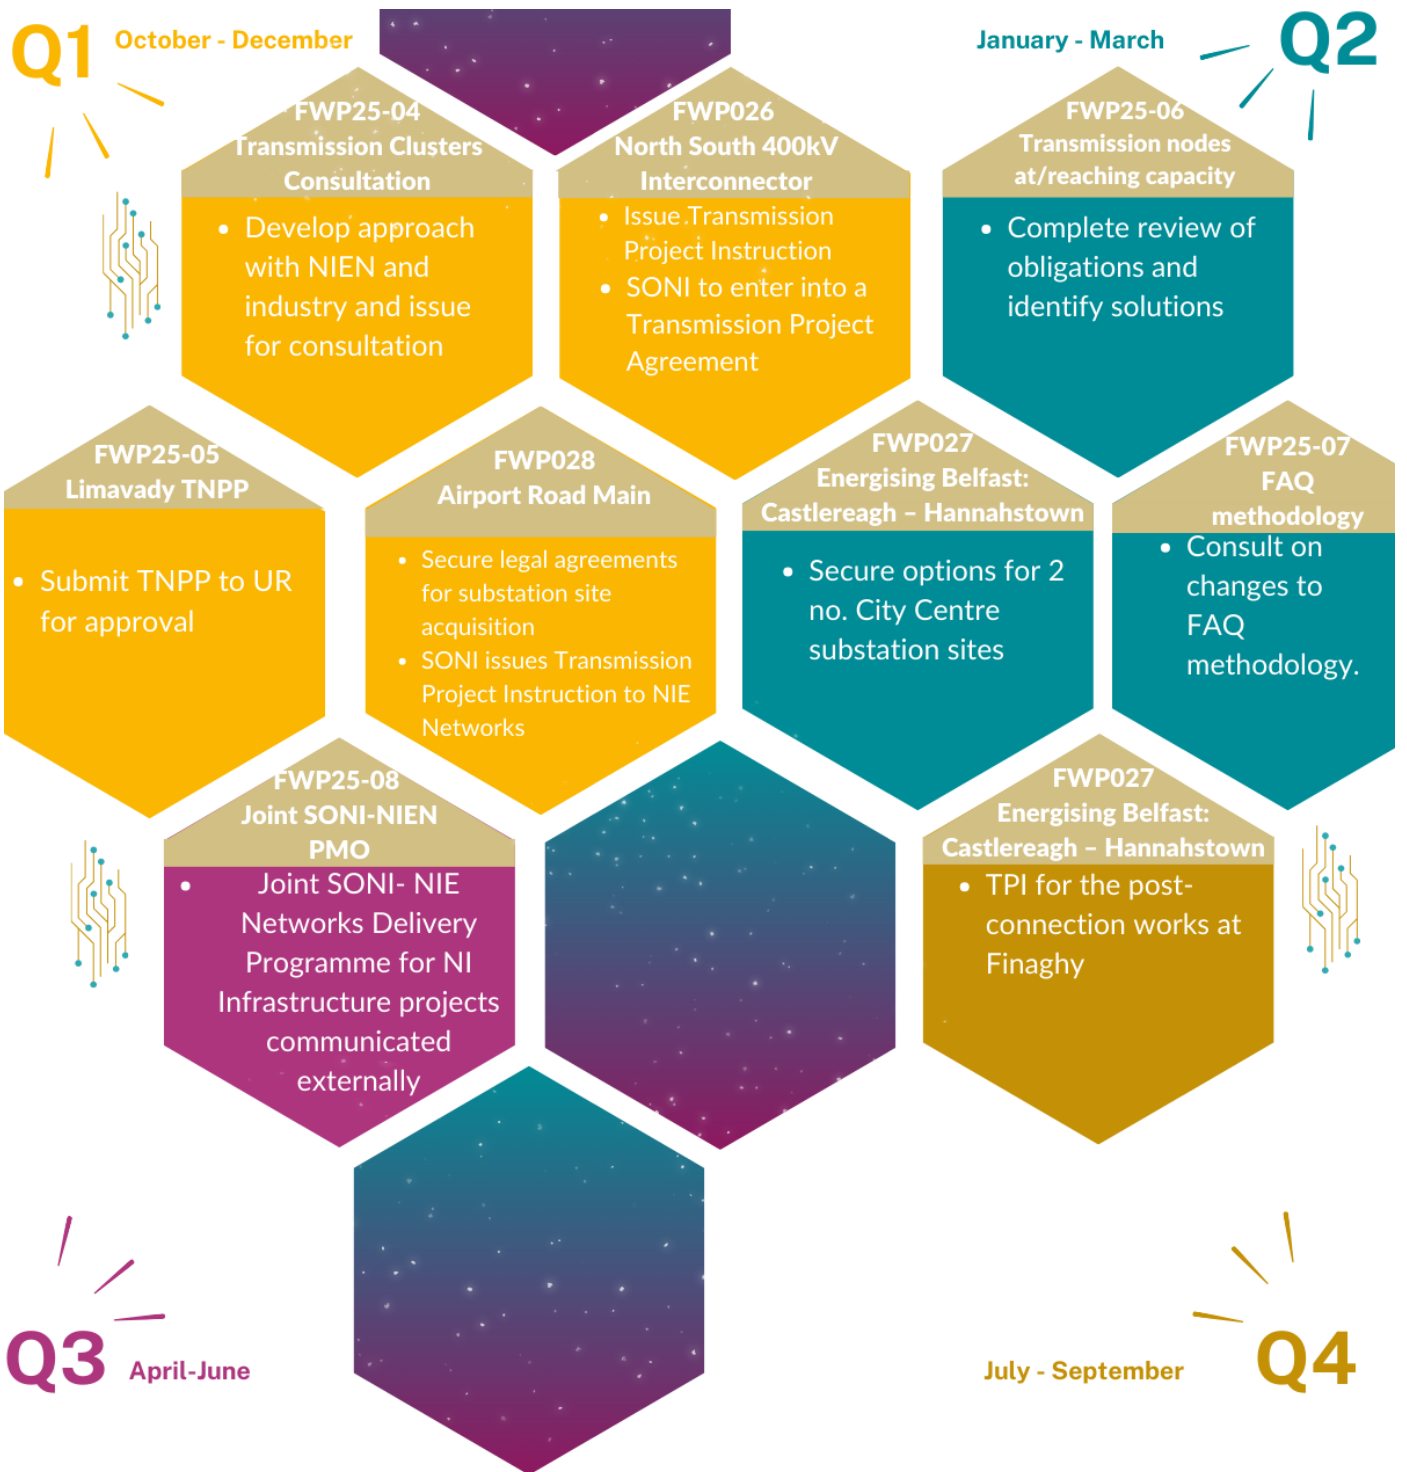 Q1
October - December
January - March
Q2
FWP25-04
Transmission Clusters
Consultation
• Develop approach
with NIEN and
industry and issue
for consultation
FWP026
North South 400kV
Interconnector
• Issue Transmission
Project Instruction
• SONI to enter into a
Transmission Project
Agreement
FWP25-06
Transmission nodes
at/reaching capacity
• Complete review of
obligations and
identify solutions
FWP25-05
Limavady TNPP
• Submit TNPP to UR
for approval
FWP028
Airport Road Main
• Secure legal agreements
for substation site
acquisition
• SONI issues Transmission
Project Instruction to NIE
Networks
FWP027
Energising Belfast:
Castlereagh – Hannahstown
• Secure options for 2
no. City Centre
substation sites
FWP25-07
FAQ
methodology
• Consult on
changes to
FAQ
methodology.
FWP25-08
Joint SONI-NIEN
PMO
• Joint SONI- NIE
Networks Delivery
Programme for NI
Infrastructure projects
communicated
externally
FWP027
Energising Belfast:
Castlereagh – Hannahstown
• TPI for the post-
connection works at
Finaghy
Q3
April-June
July - September
Q4